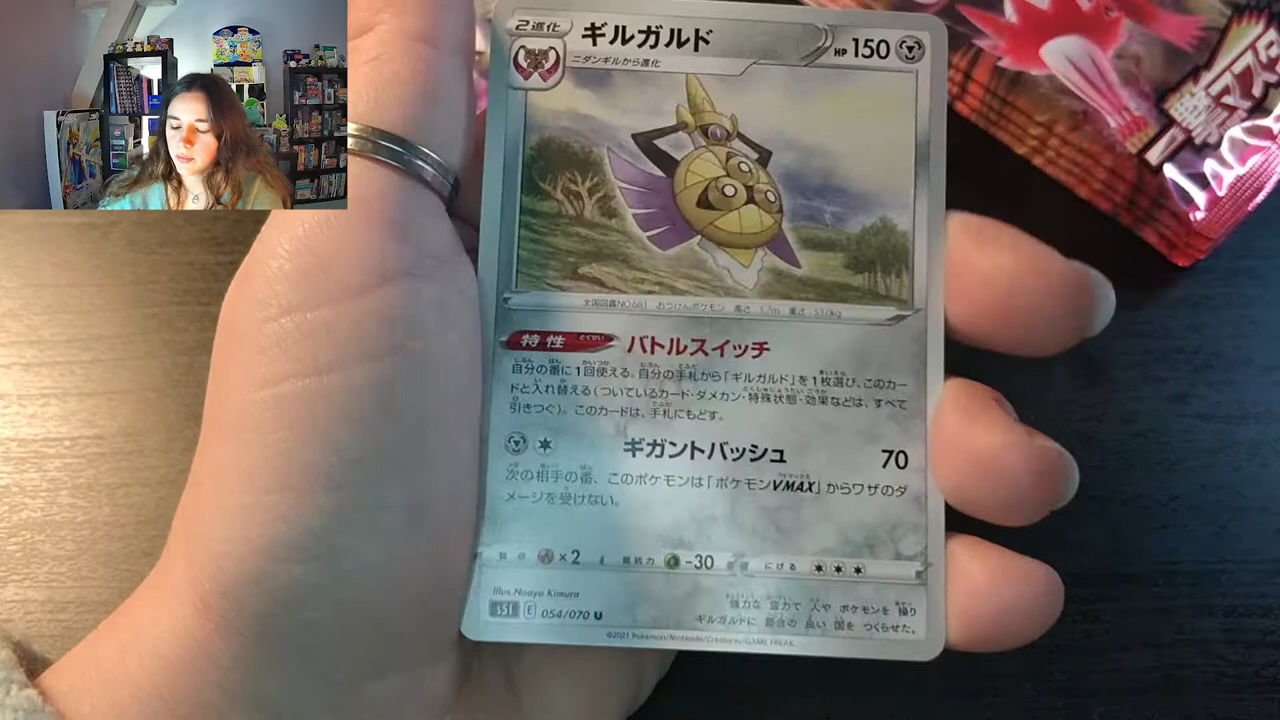 2進化
ギルガルド
HP 150
ニダンギルから進化
全国図鑑NO.681 おうけんポケモン 高さ 1.7m 重さ 53.0kg
特性 バトルスイッチ
自分の番に1回使える。自分の手札から「ギルガルド」を1枚選び、このカー
ドと入れ替える(ついているカード・ダメカン・特殊状態・効果などは、すべて
引きつぐ)。このカードは、手札にもどす。
ギガントバッシュ 70
次の相手の番、このポケモンは「ポケモンVMAX」からワザのダ
メージを受けない。
弱点 ×2 抵抗力 -30 にげる
Illus. Naoyo Kimura
s5I E 054/070 U
強力な 霊力で 人や ポケモンを 操り
ギルガルドに 都合の 良い 国を つくらせた。
©2021 Pokémon/Nintendo/Creatures/GAME FREAK.
一撃マスタ